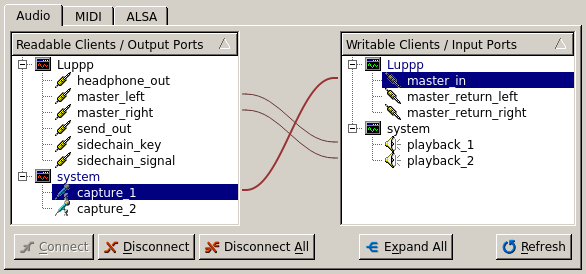 Audio MIDI ALSA
Readable Clients / Output Ports
Luppp
headphone_out
master_left
master_right
send_out
sidechain_key
sidechain_signal
system
capture_1
capture_2
Writable Clients / Input Ports
Luppp
master_in
master_return_left
master_return_right
system
playback_1
playback_2
Connect Disconnect Disconnect All Expand All Refresh